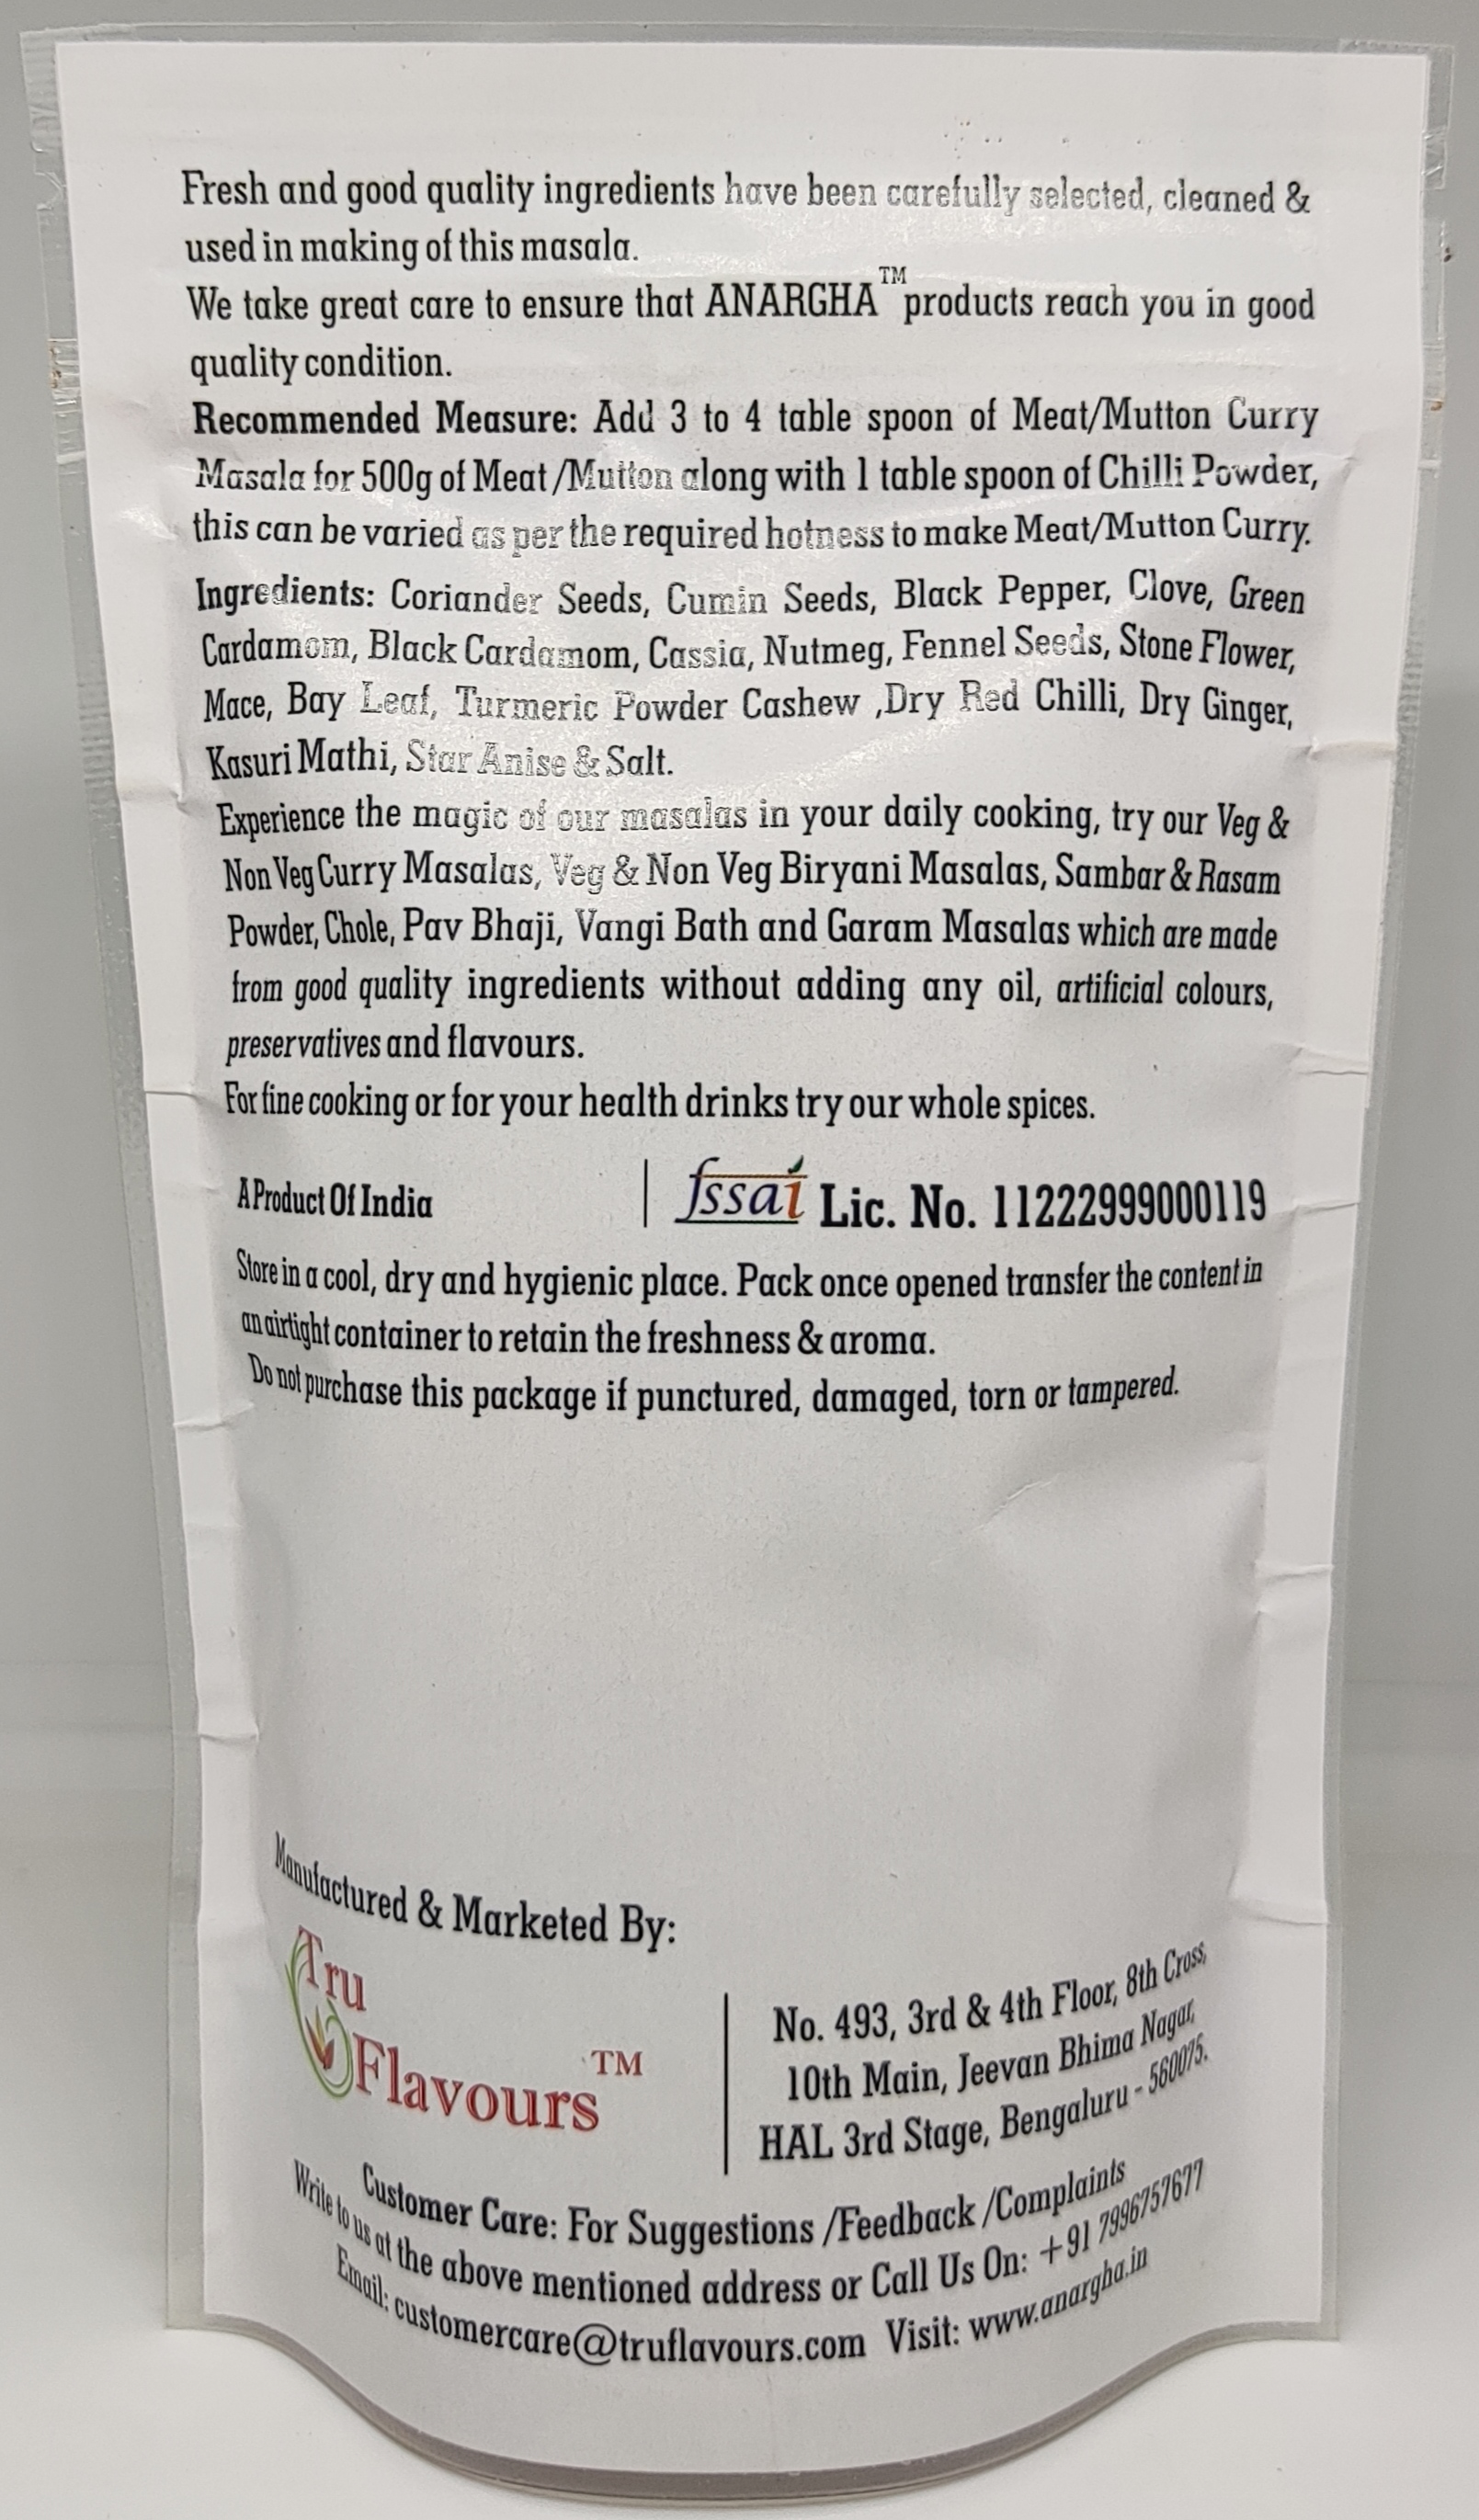 Fresh and good quality ingredients have been carefully selected, cleaned &
used in making of this masala.
We take great care to ensure that ANARGHA™ products reach you in good
quality condition.
Recommended Measure: Add 3 to 4 table spoon of Meat/Mutton Curry
Masala for 500g of Meat /Mutton along with 1 table spoon of Chilli Powder,
this can be varied as per the required hotness to make Meat/Mutton Curry.
Ingredients: Coriander Seeds, Cumin Seeds, Black Pepper, Clove, Green
Cardamom, Black Cardamom, Cassia, Nutmeg, Fennel Seeds, Stone Flower,
Mace, Bay Leaf, Turmeric Powder Cashew ,Dry Red Chilli, Dry Ginger,
Kasuri Mathi, Star Anise & Salt.
Experience the magic of our masalas in your daily cooking, try our Veg &
Non Veg Curry Masalas, Veg & Non Veg Biryani Masalas, Sambar & Rasam
Powder, Chole, Pav Bhaji, Vangi Bath and Garam Masalas which are made
from good quality ingredients without adding any oil, artificial colours,
preservatives and flavours.
For fine cooking or for your health drinks try our whole spices.
A Product Of India | fssai Lic. No. 11222999000119
Store in a cool, dry and hygienic place. Pack once opened transfer the content in
an airtight container to retain the freshness & aroma.
Do not purchase this package if punctured, damaged, torn or tampered.
Manufactured & Marketed By:
Tru
Flavours™
No. 493, 3rd & 4th Floor, 8th Cross,
10th Main, Jeevan Bhima Nagar,
HAL 3rd Stage, Bengaluru - 560075.
Customer Care: For Suggestions /Feedback /Complaints
Write to us at the above mentioned address or Call Us On: +91 7996757677
Email: customercare@truflavours.com Visit: www.anargha.in